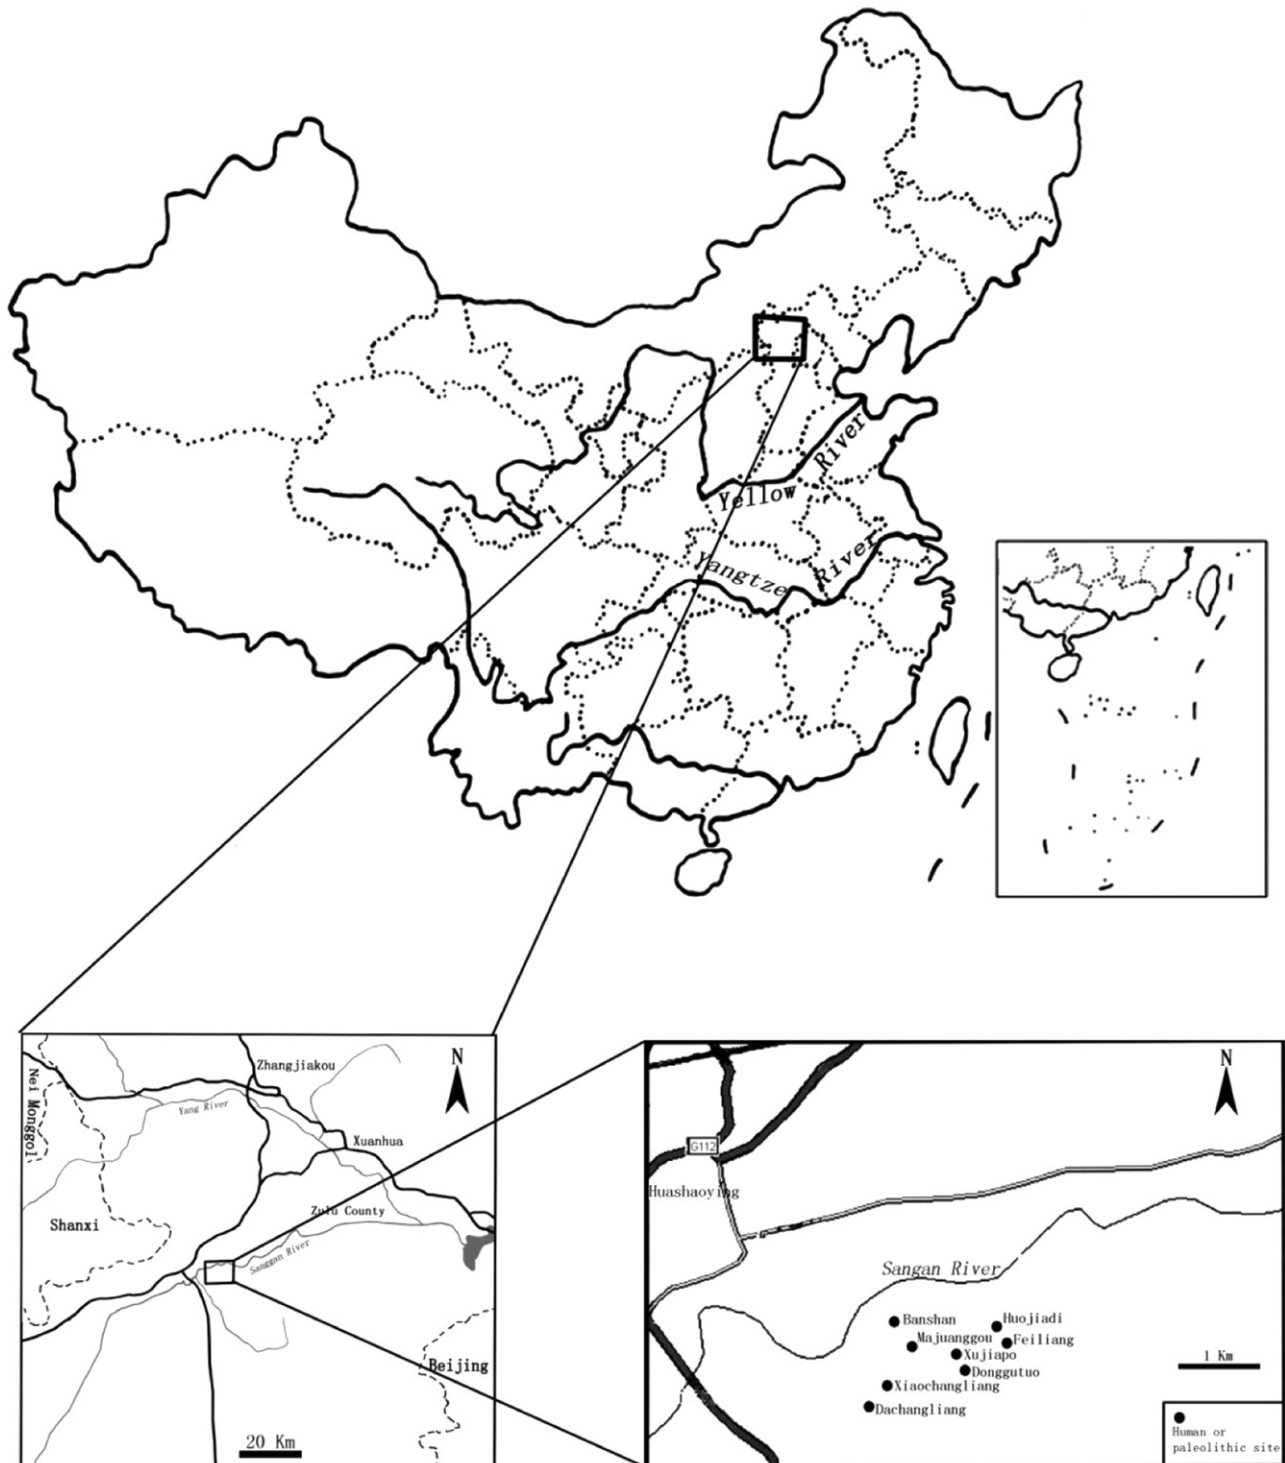 Yellow River
Yangtze River
Zhangjiakou
N
Nei Monggol
Yang River
Xuanhua
Zulu County
Shanxi
Sanggan River
Beijing
20 Km
N
G112
Huashaoying
Sangan River
Banshan
Huojiadi
Majuanggou
Feiliang
Xujiapo
Donggutuo
Xiaochangliang
Dachangliang
1 Km
Human or
paleolithic site